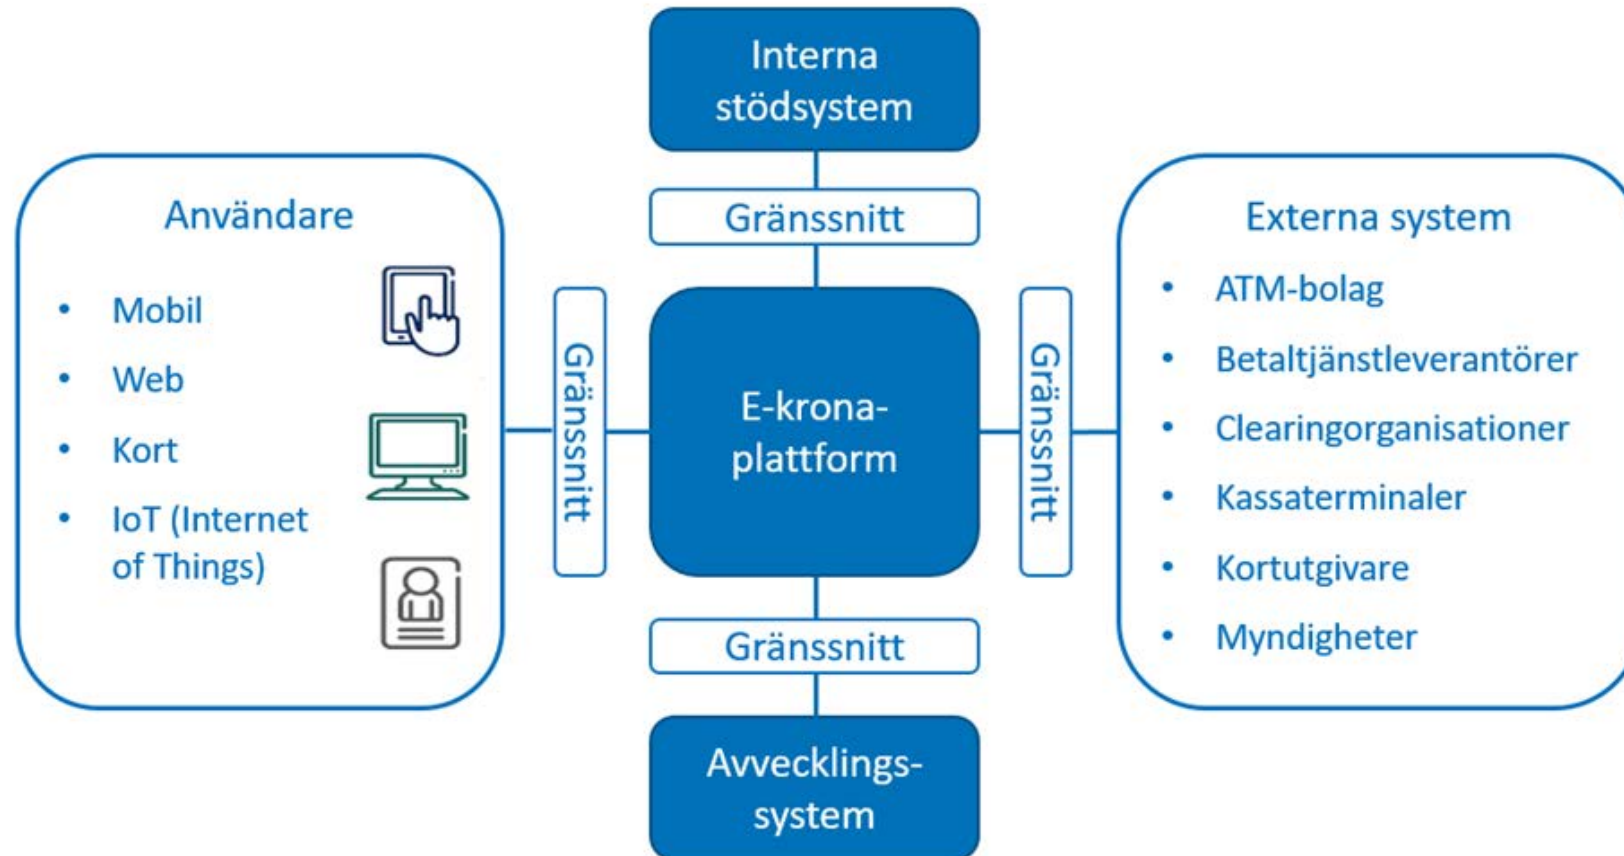 Interna
stödsystem
Gränssnitt
Användare
• Mobil
• Web
• Kort
• IoT (Internet
of Things)
Gränssnitt
E-krona-
plattform
Gränssnitt
Externa system
• ATM-bolag
• Betaltjänstleverantörer
• Clearingorganisationer
• Kassaterminaler
• Kortutgivare
• Myndigheter
Gränssnitt
Avvecklings-
system